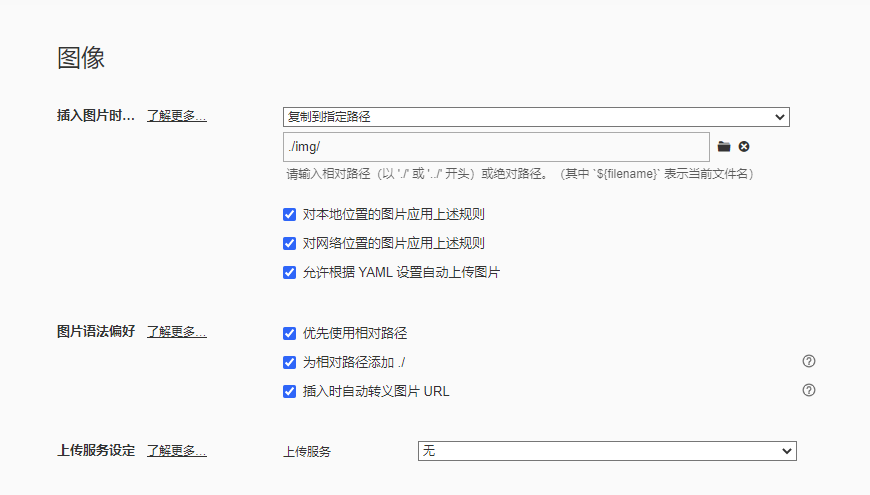 图像
插入图片时... 了解更多... 复制到指定路径
./img/
请输入相对路径（以 './' 或 '../' 开头）或绝对路径。（其中 `${filename}` 表示当前文件名）
对本地位置的图片应用上述规则
对网络位置的图片应用上述规则
允许根据 YAML 设置自动上传图片
图片语法偏好 了解更多... 优先使用相对路径
为相对路径添加 ./
插入时自动转义图片 URL
上传服务设定 了解更多... 上传服务 无